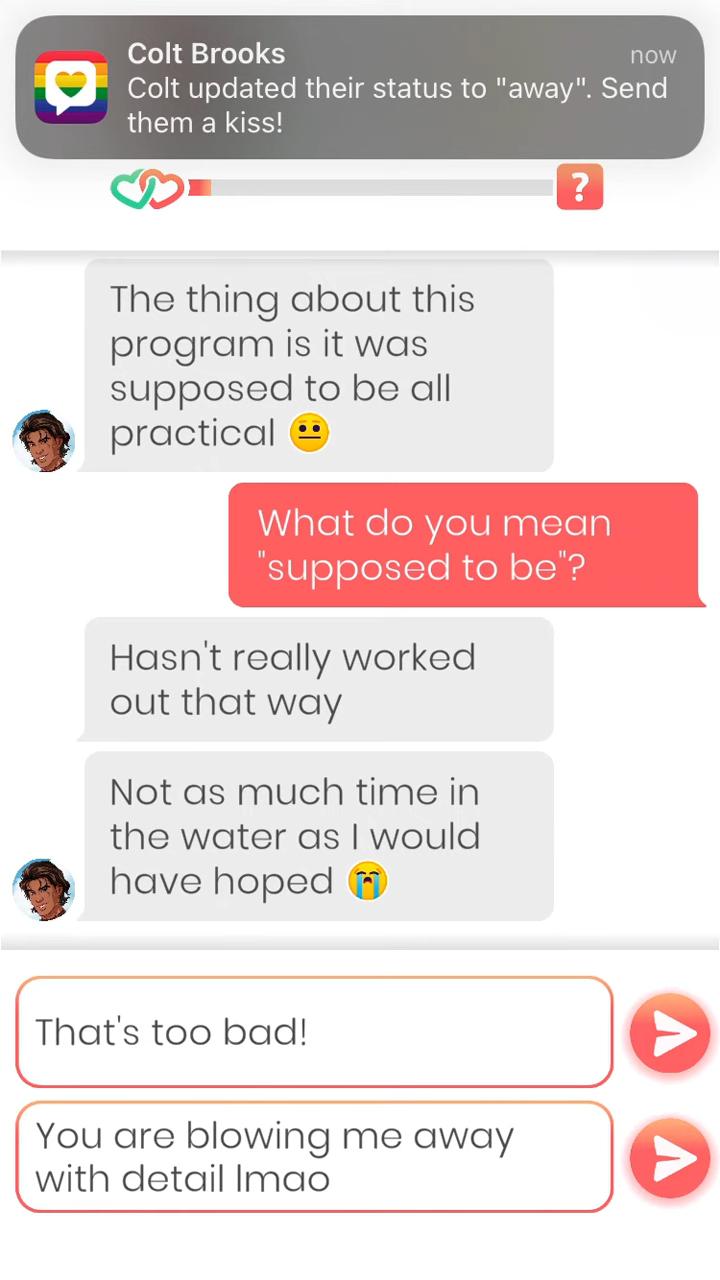 Colt Brooks
now
Colt updated their status to "away". Send
them a kiss!
?
The thing about this
program is it was
supposed to be all
practical 😐
What do you mean
"supposed to be"?
Hasn't really worked
out that way
Not as much time in
the water as I would
have hoped 😭
That's too bad!
You are blowing me away
with detail lmao